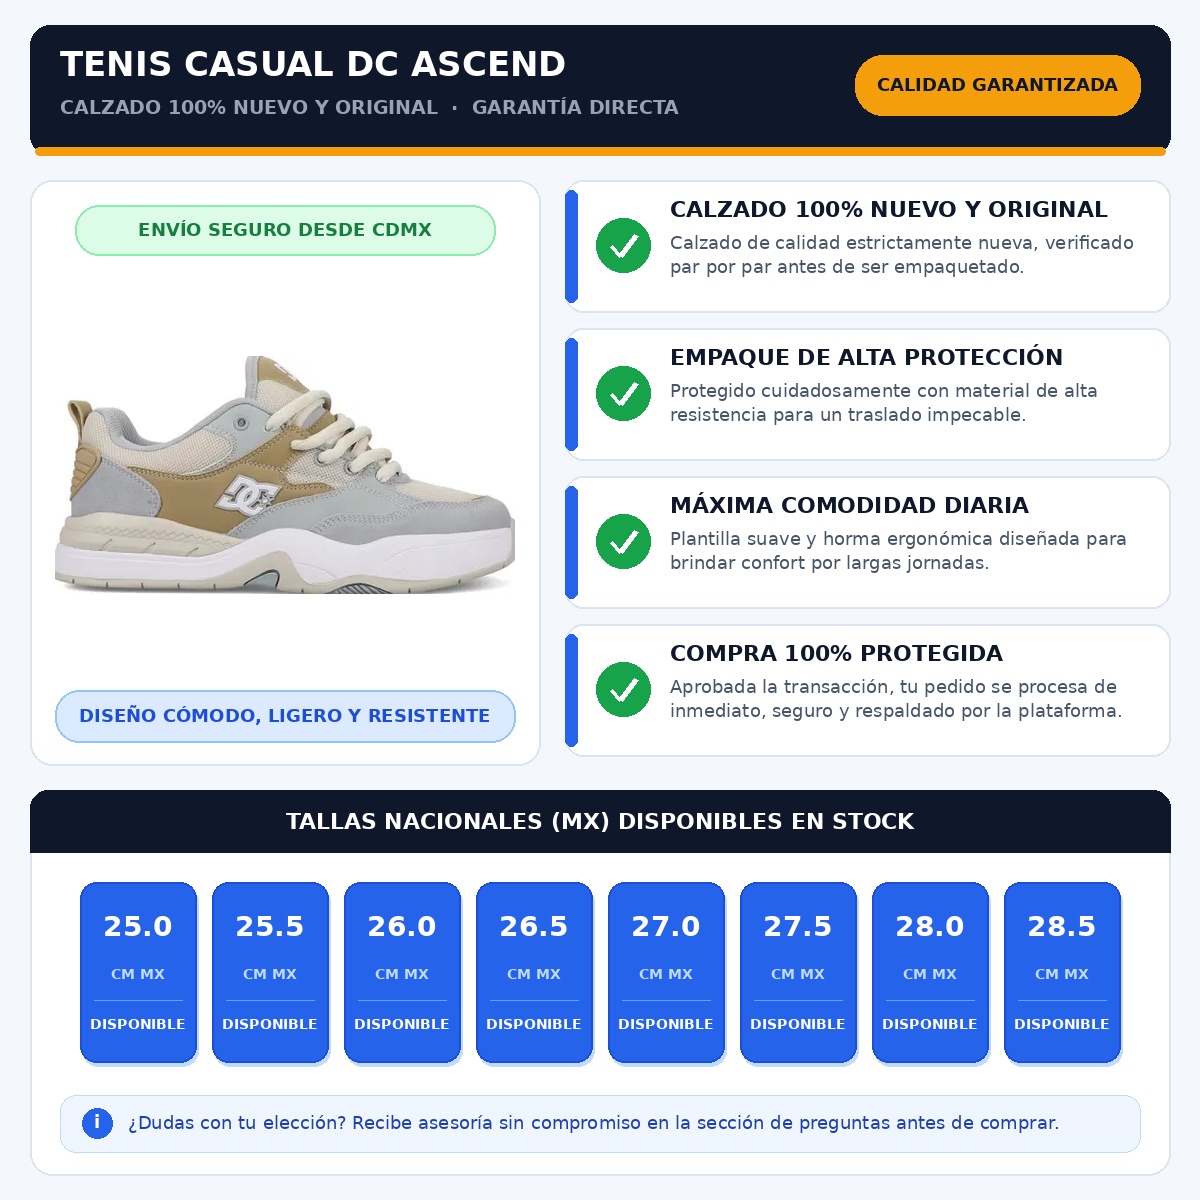 TENIS CASUAL DC ASCEND
CALZADO 100% NUEVO Y ORIGINAL · GARANTÍA DIRECTA
CALIDAD GARANTIZADA
ENVÍO SEGURO DESDE CDMX
DC
DISEÑO CÓMODO, LIGERO Y RESISTENTE
CALZADO 100% NUEVO Y ORIGINAL
Calzado de calidad estrictamente nueva, verificado
par por par antes de ser empaquetado.
EMPAQUE DE ALTA PROTECCIÓN
Protegido cuidadosamente con material de alta
resistencia para un traslado impecable.
MÁXIMA COMODIDAD DIARIA
Plantilla suave y horma ergonómica diseñada para
brindar confort por largas jornadas.
COMPRA 100% PROTEGIDA
Aprobada la transacción, tu pedido se procesa de
inmediato, seguro y respaldado por la plataforma.
TALLAS NACIONALES (MX) DISPONIBLES EN STOCK
25.0 25.5 26.0 26.5 27.0 27.5 28.0 28.5
CM MX CM MX CM MX CM MX CM MX CM MX CM MX CM MX
DISPONIBLE DISPONIBLE DISPONIBLE DISPONIBLE DISPONIBLE DISPONIBLE DISPONIBLE DISPONIBLE
i ¿Dudas con tu elección? Recibe asesoría sin compromiso en la sección de preguntas antes de comprar.